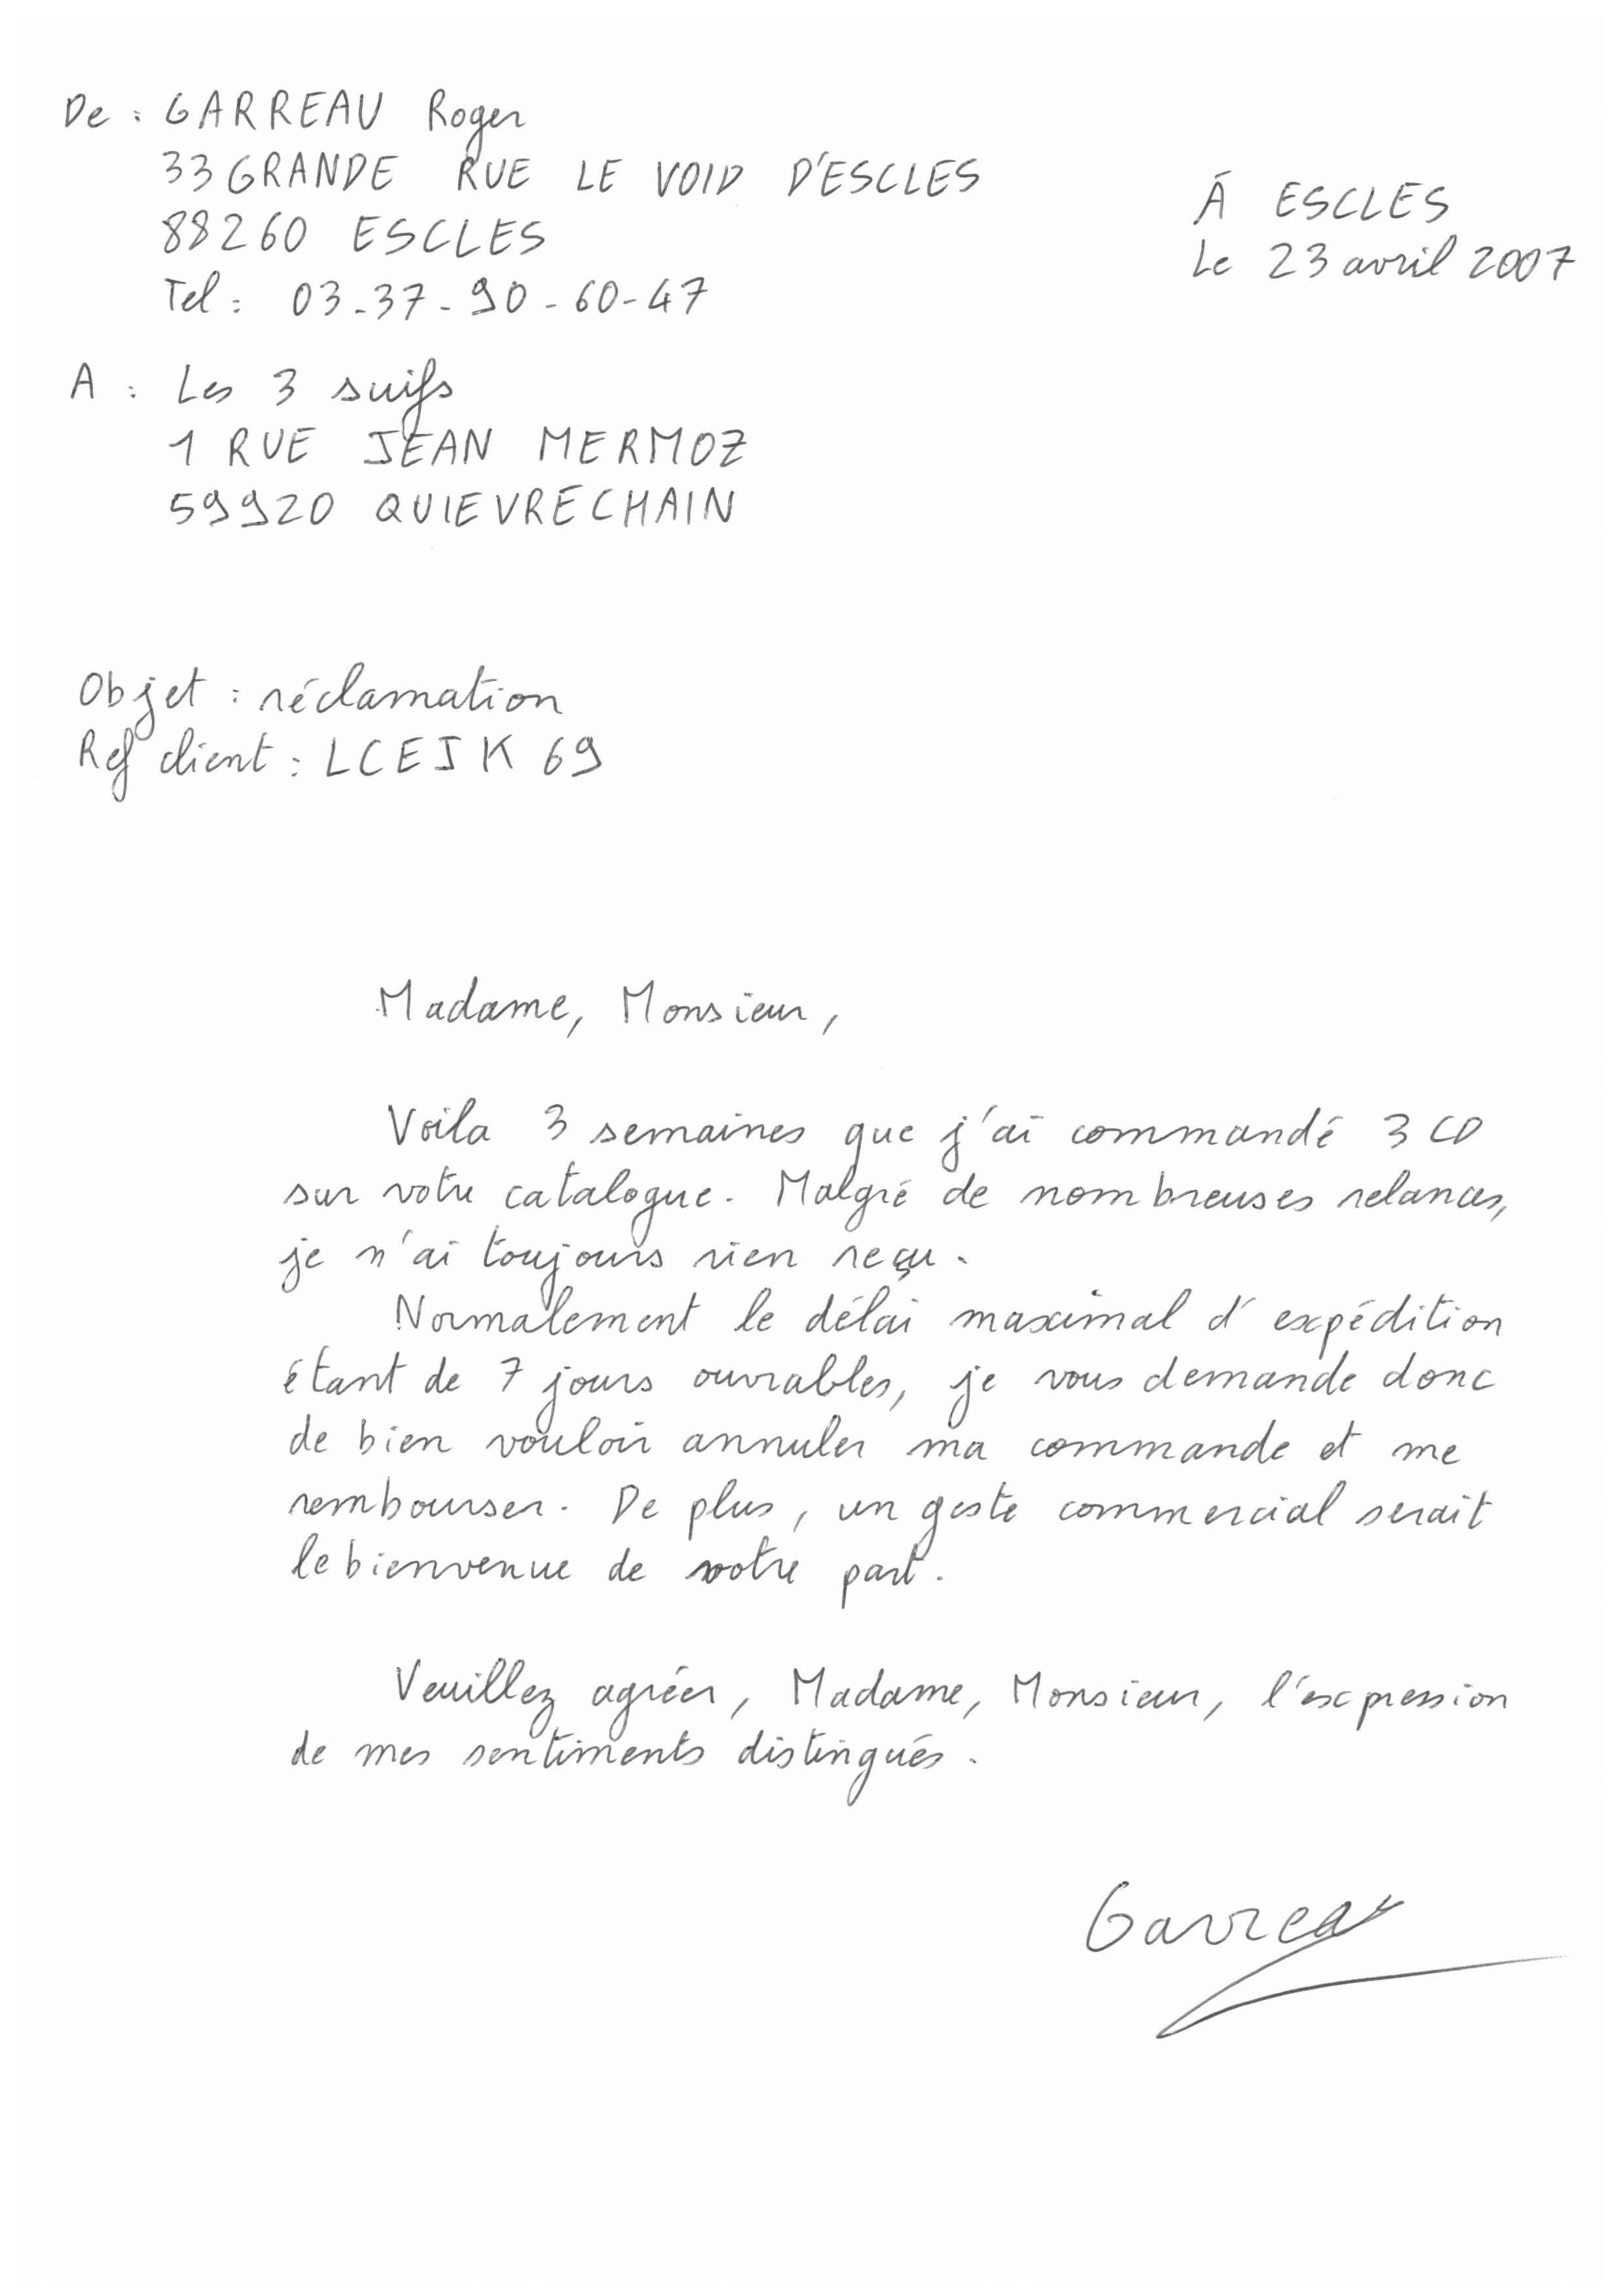 De : GARREAU Roger
33 GRANDE RUE LE VOID D'ESCLES
88260 ESCLES
Tel : 03-37-90-60-47
Á ESCLES
Le 23 avril 2007
A : Les 3 suifs
1 RUE JEAN MERMOZ
59920 QUIEVRECHAIN
Objet : réclamation
Ref client : LCEJK 69
Madame, Monsieur,
Voila 3 semaines que j'ai commandé 3 CD
sur votre catalogue. Malgré de nombreuses relances,
je n'ai toujours rien reçu.
Normalement le délai maximal d'expédition
étant de 7 jours ouvrables, je vous demande donc
de bien vouloir annuler ma commande et me
rembourser. De plus, un geste commercial serait
le bienvenue de votre part.
Veuillez agréer, Madame, Monsieur, l'expression
de mes sentiments distingués.
Garreau